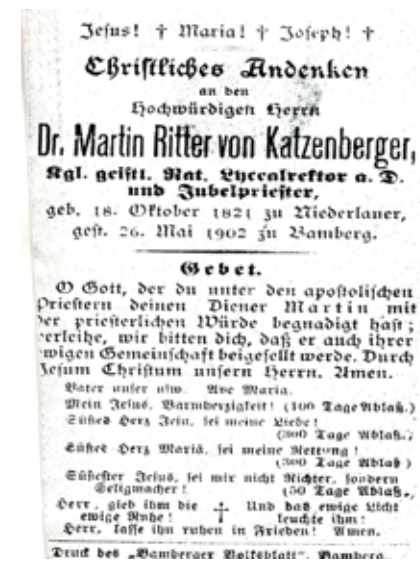 Jesus! † Maria! † Joseph! †
Christliches Andenken
an den
Hochwürdigen Herrn
Dr. Martin Ritter von Katzenberger,
Kgl. geistl. Rat, Lycealrektor a. D.
und Jubelpriester,
geb. 18. Oktober 1821 zu Niederlauer,
gest. 26. Mai 1902 zu Bamberg.
Gebet.
O Gott, der du unter den apostolischen
Priestern deinen Diener Martin mit
der priesterlichen Würde begnadigt hast;
verleihe, wir bitten dich, daß er auch ihrer
ewigen Gemeinschaft beigesellt werde. Durch
Jesum Christum unsern Herrn. Amen.
Vater unser usw. Ave Maria.
Mein Jesus, Barmherzigkeit! (100 Tage Ablaß.)
Süßes Herz Jesu, sei meine Liebe!
(300 Tage Ablaß.)
Süßes Herz Mariä, sei meine Rettung!
(300 Tage Ablaß)
Süßester Jesus, sei mir nicht Richter, sondern
Seligmacher! (50 Tage Ablaß.)
Herr, gieb ihm die † Und das ewige Licht
ewige Ruhe! leuchte ihm!
Herr, lasse ihn ruhen in Frieden! Amen.
Druck des „Bamberger Volksblatt", Bamberg.